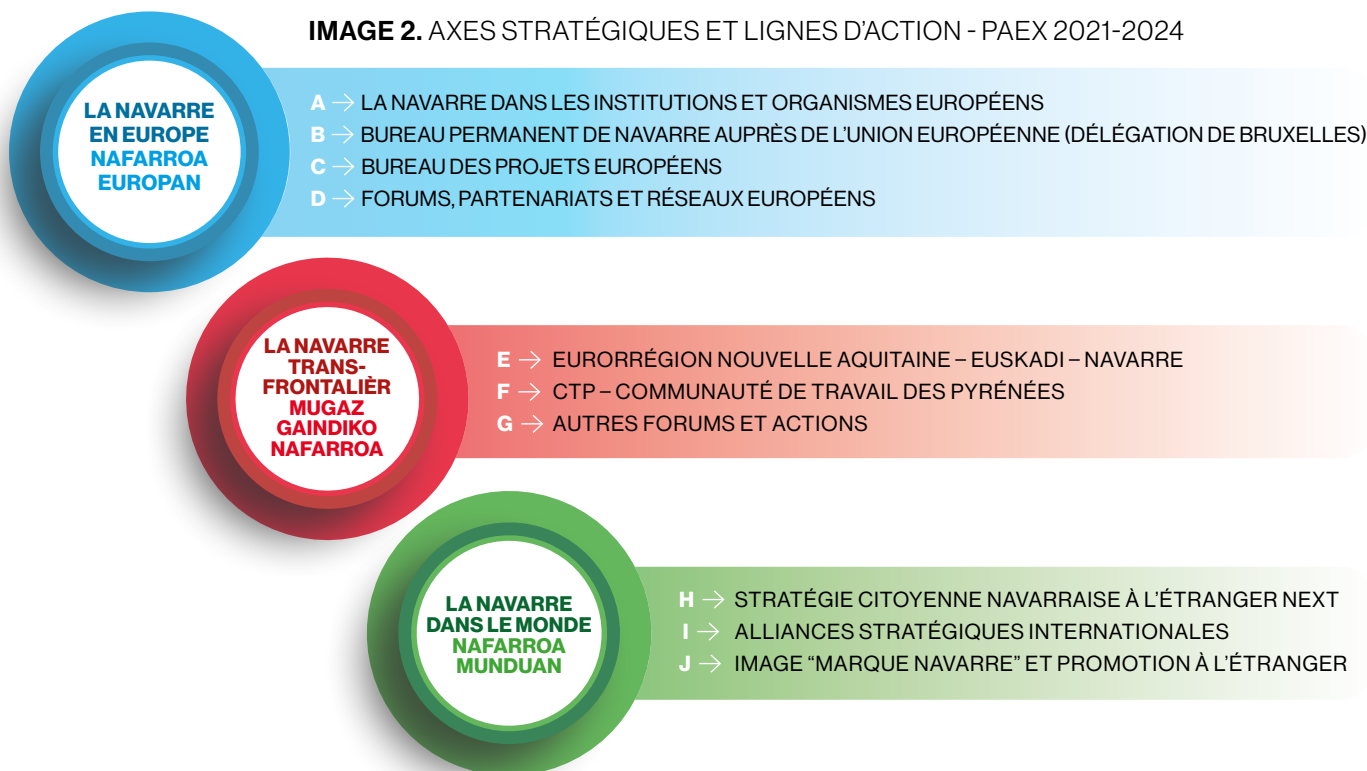 IMAGE 2. AXES STRATÉGIQUES ET LIGNES D'ACTION - PAEX 2021-2024
LA NAVARRE
EN EUROPE
NAFARROA
EUROPAN
A → LA NAVARRE DANS LES INSTITUTIONS ET ORGANISMES EUROPÉENS
B → BUREAU PERMANENT DE NAVARRE AUPRÈS DE L'UNION EUROPÉENNE (DÉLÉGATION DE BRUXELLES)
C → BUREAU DES PROJETS EUROPÉENS
D → FORUMS, PARTENARIATS ET RÉSEAUX EUROPÉENS
LA NAVARRE
TRANS-
FRONTALIÈR
MUGAZ
GAINDIKO
NAFARROA
E → EURORRÉGION NOUVELLE AQUITAINE – EUSKADI – NAVARRE
F → CTP – COMMUNAUTÉ DE TRAVAIL DES PYRÉNÉES
G → AUTRES FORUMS ET ACTIONS
LA NAVARRE
DANS LE MONDE
NAFARROA
MUNDUAN
H → STRATÉGIE CITOYENNE NAVARRAISE À L'ÉTRANGER NEXT
I → ALLIANCES STRATÉGIQUES INTERNATIONALES
J → IMAGE “MARQUE NAVARRE” ET PROMOTION À L'ÉTRANGER